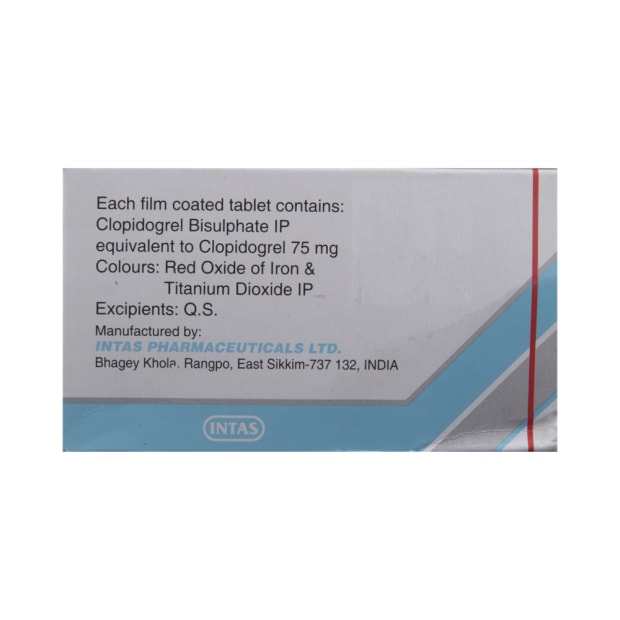 Each film coated tablet contains:
Clopidogrel Bisulphate IP
equivalent to Clopidogrel 75 mg
Colours: Red Oxide of Iron &
Titanium Dioxide IP
Excipients: Q.S.
Manufactured by:
INTAS PHARMACEUTICALS LTD.
Bhagey Khola, Rangpo, East Sikkim-737 132, INDIA
INTAS